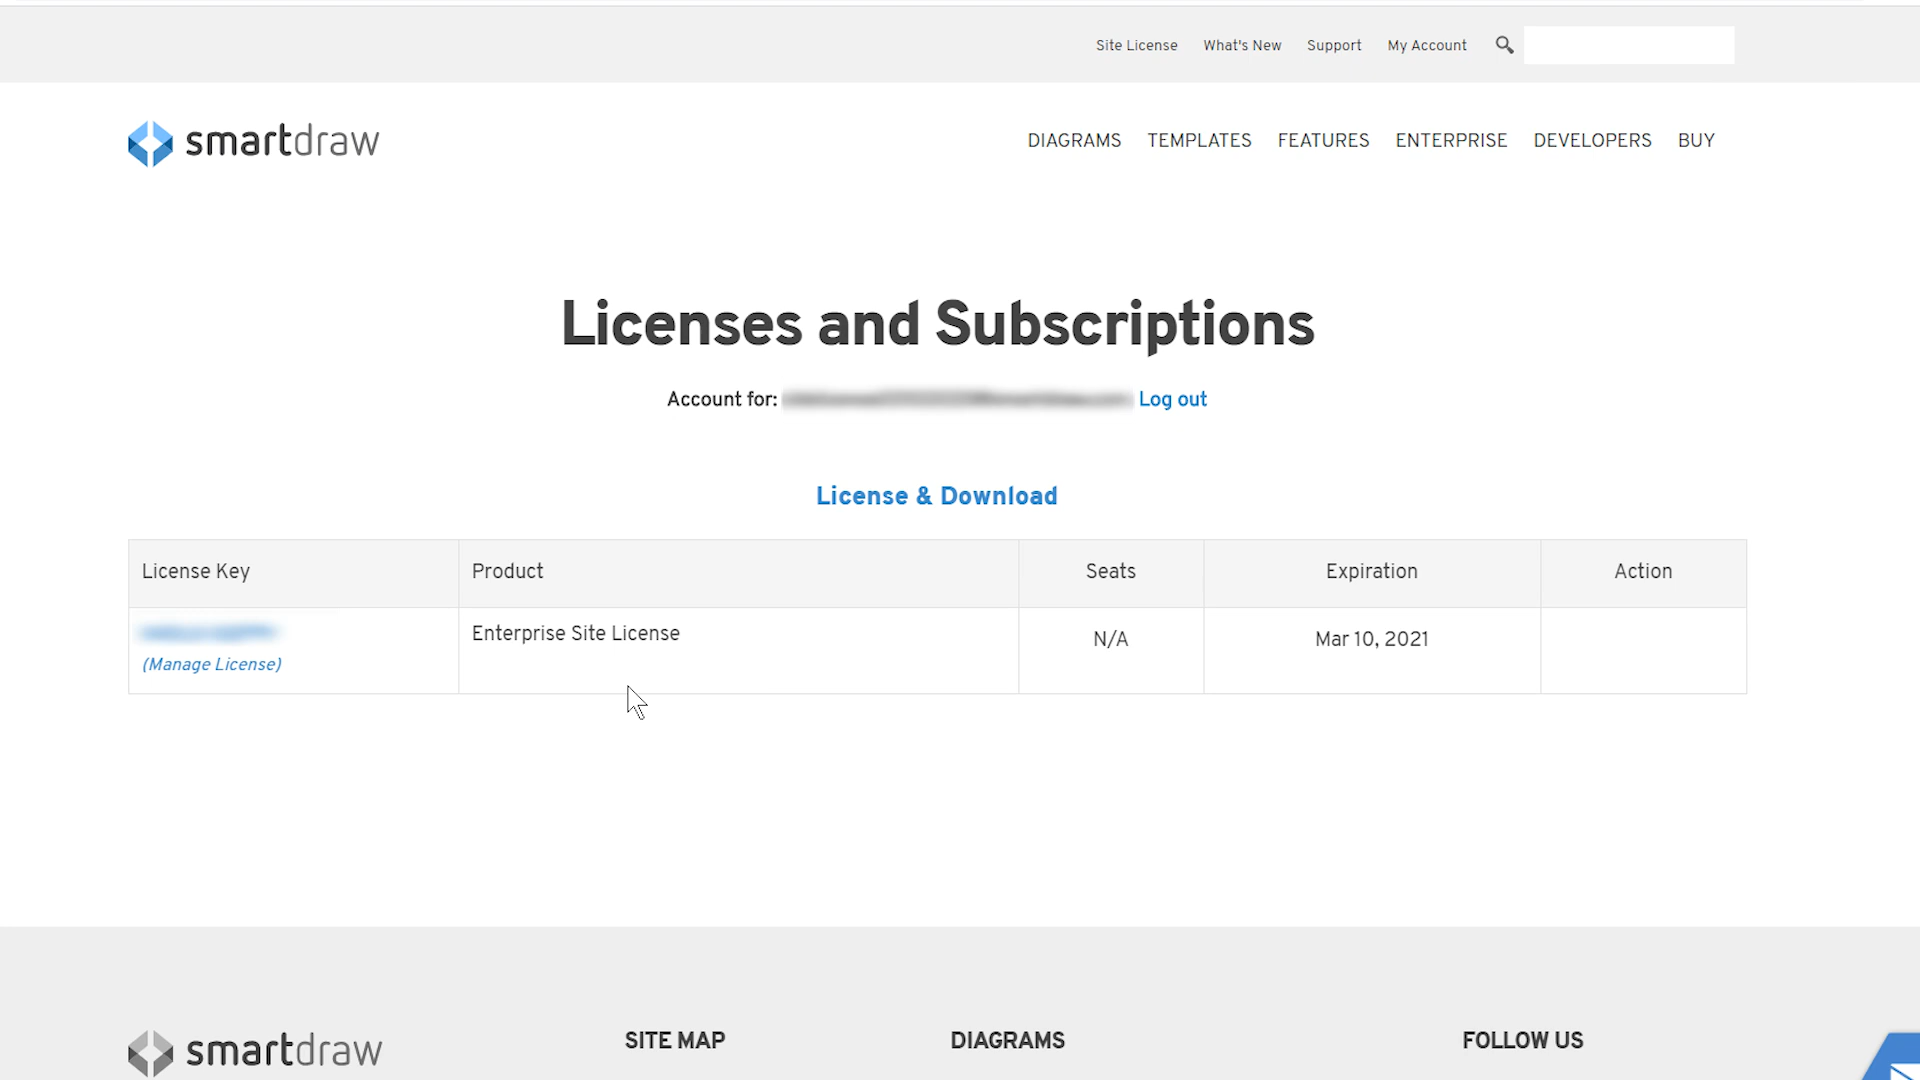 Site License What's New Support My Account
smartdraw
DIAGRAMS TEMPLATES FEATURES ENTERPRISE DEVELOPERS BUY
Licenses and Subscriptions
Account for: Log out
License & Download
License Key Product Seats Expiration Action
Enterprise Site License N/A Mar 10, 2021
(Manage License)
smartdraw SITE MAP DIAGRAMS FOLLOW US